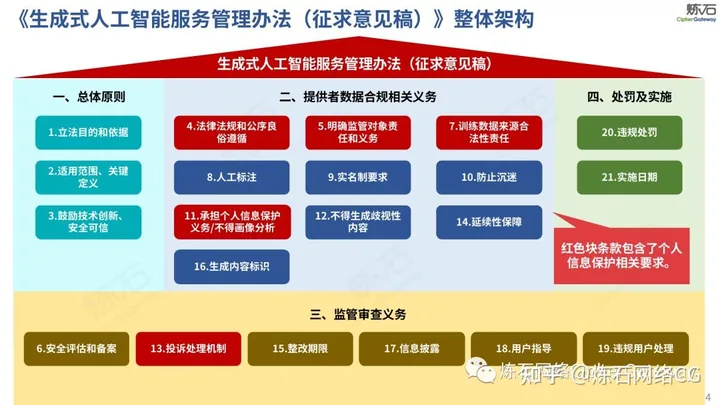 《生成式人工智能服务管理办法（征求意见稿）》整体架构
炼石
CipherGateway
生成式人工智能服务管理办法（征求意见稿）
一、总体原则
1.立法目的和依据
2.适用范围、关键
定义
3.鼓励技术创新、
安全可信
二、提供者数据合规相关义务
4.法律法规和公序良
俗遵循
5.明确监管对象责
任和义务
7.训练数据来源合
法性责任
8.人工标注
9.实名制要求
10.防止沉迷
11.承担个人信息保护
义务/不得画像分析
12.不得生成歧视性
内容
14.延续性保障
16.生成内容标识
四、处罚及实施
20.违规处罚
21.实施日期
红色块条款包含了个人
信息保护相关要求。
三、监管审查义务
6.安全评估和备案
13.投诉处理机制
15.整改期限
17.信息披露
18.用户指导
19.违规用户处理
知乎 @炼石网络CG
4